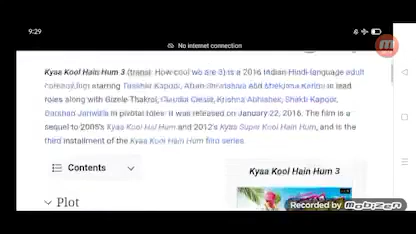 9:29
No internet connection
Kyaa Kool Hain Hum 3 (transl. How cool we are 3) is a 2016 Indian Hindi-language adult
starring Tusshar Kapoor, Aftab Shivdasani and Mandana Karimi in lead
roles along with Gizele Thakral, Claudia Ciesla, Krishna Abhishek, Shakti Kapoor,
Darshan Jariwala in pivotal roles. It was released on January 22, 2016. The film is a
sequel to 2005's Kyaa Kool Hai Hum and 2012's Kyaa Super Kool Hain Hum, and is the
third installment of the Kyaa Kool Hain Hum film series.
Contents
Kyaa Kool Hain Hum 3
Plot
Recorded by Mobizen